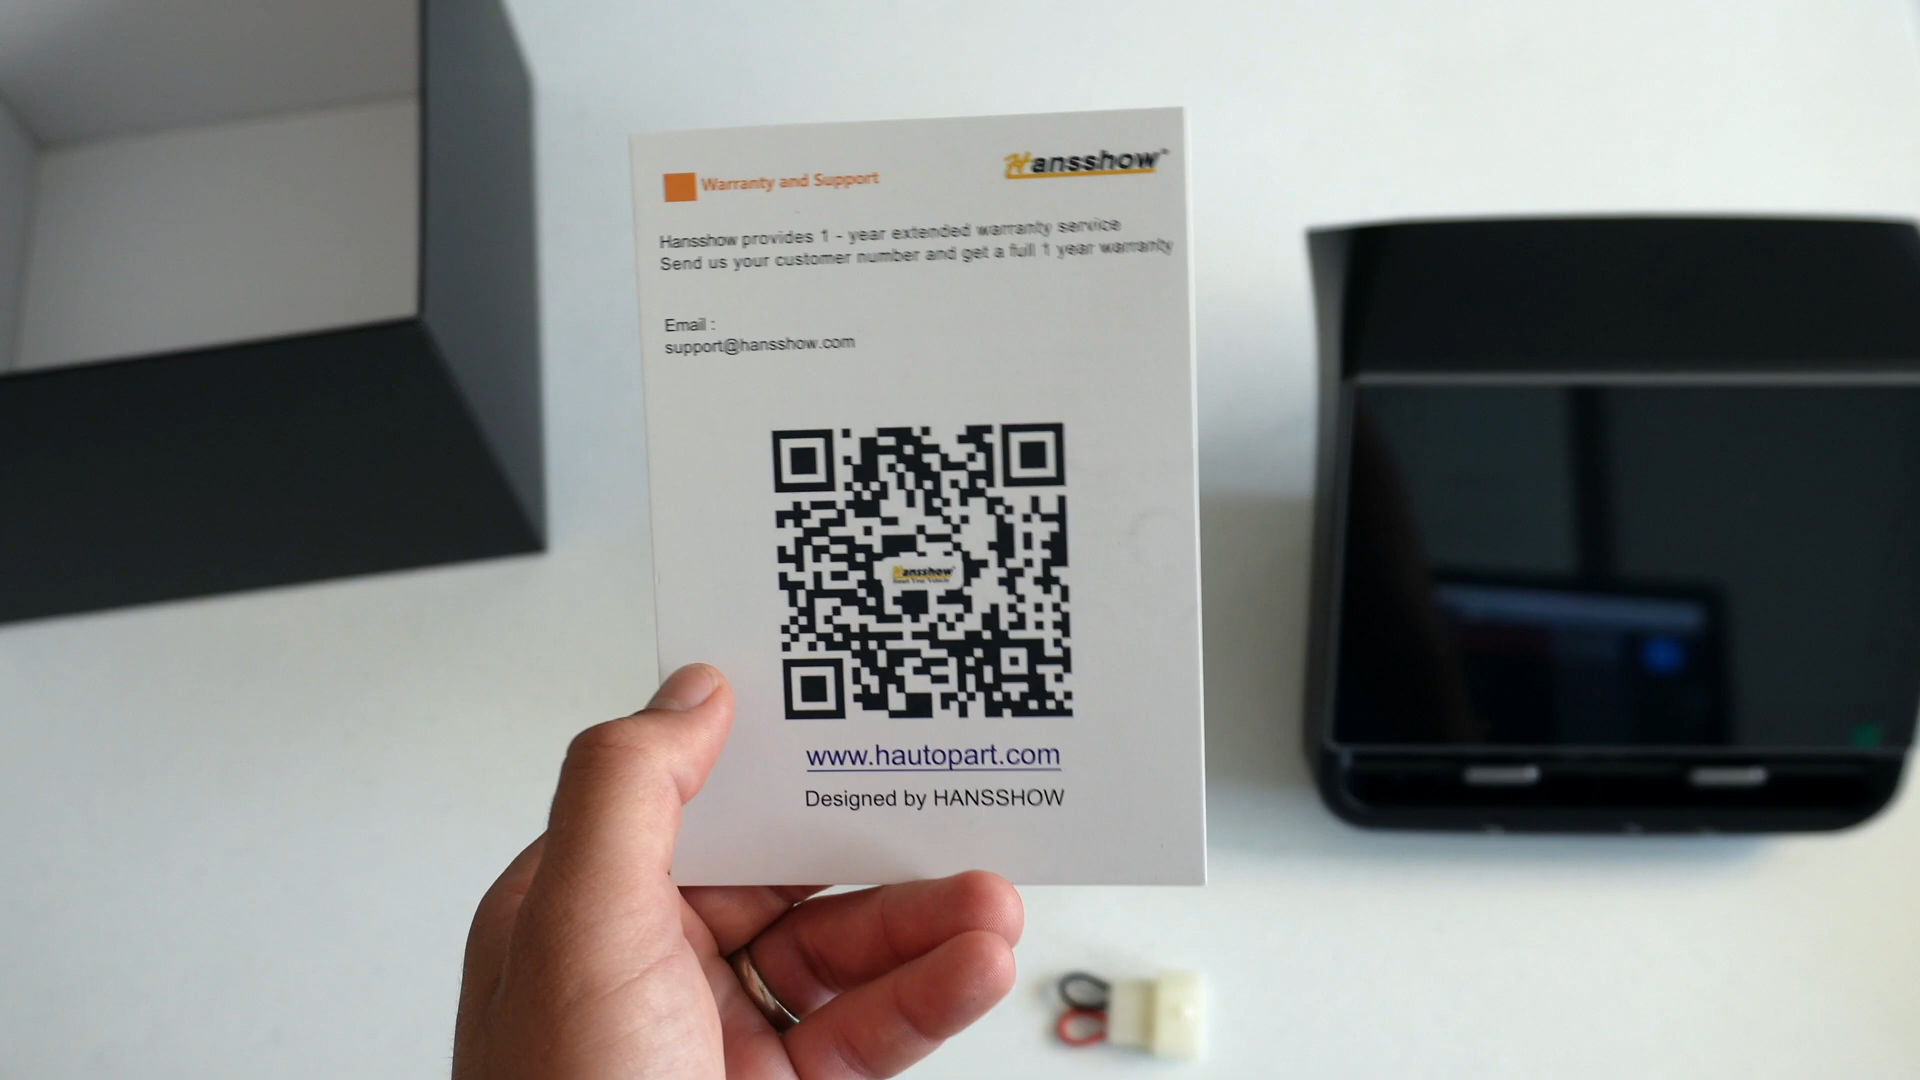 Warranty and Support
Hansshow
Hansshow provides 1 - year extended warranty service
Send us your customer number and get a full 1 year warranty
Email :
support@hansshow.com
Hansshow
www.hautopart.com
Designed by HANSSHOW